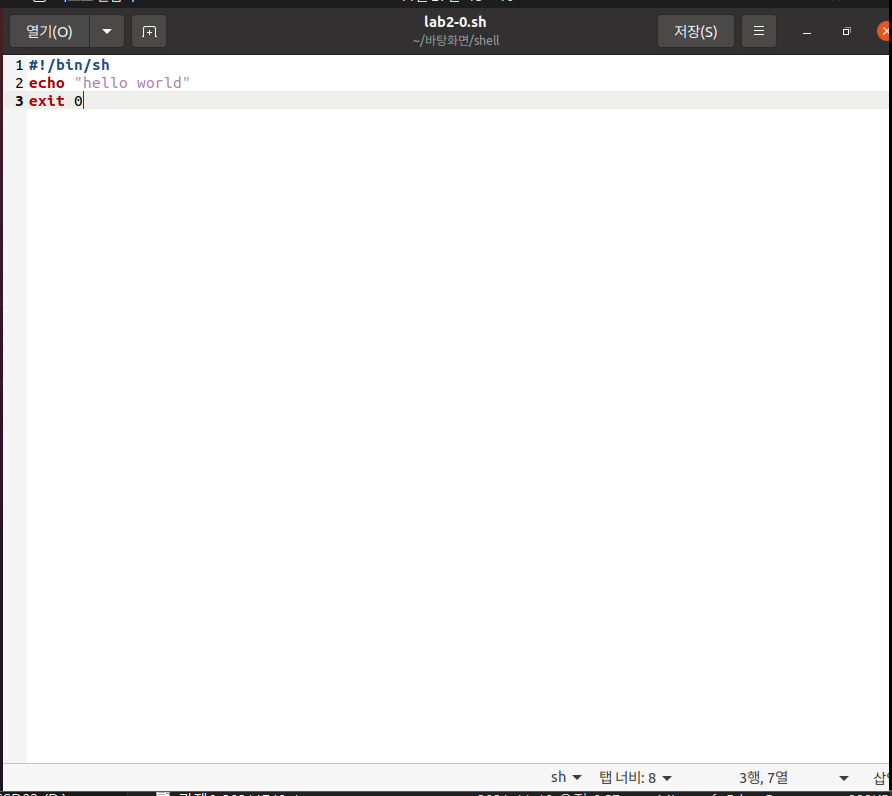 열기(O)
lab2-0.sh
~/바탕화면/shell
저장(S)
1 #!/bin/sh
2 echo "hello world"
3 exit 0
sh
탭 너비: 8
3행, 7열